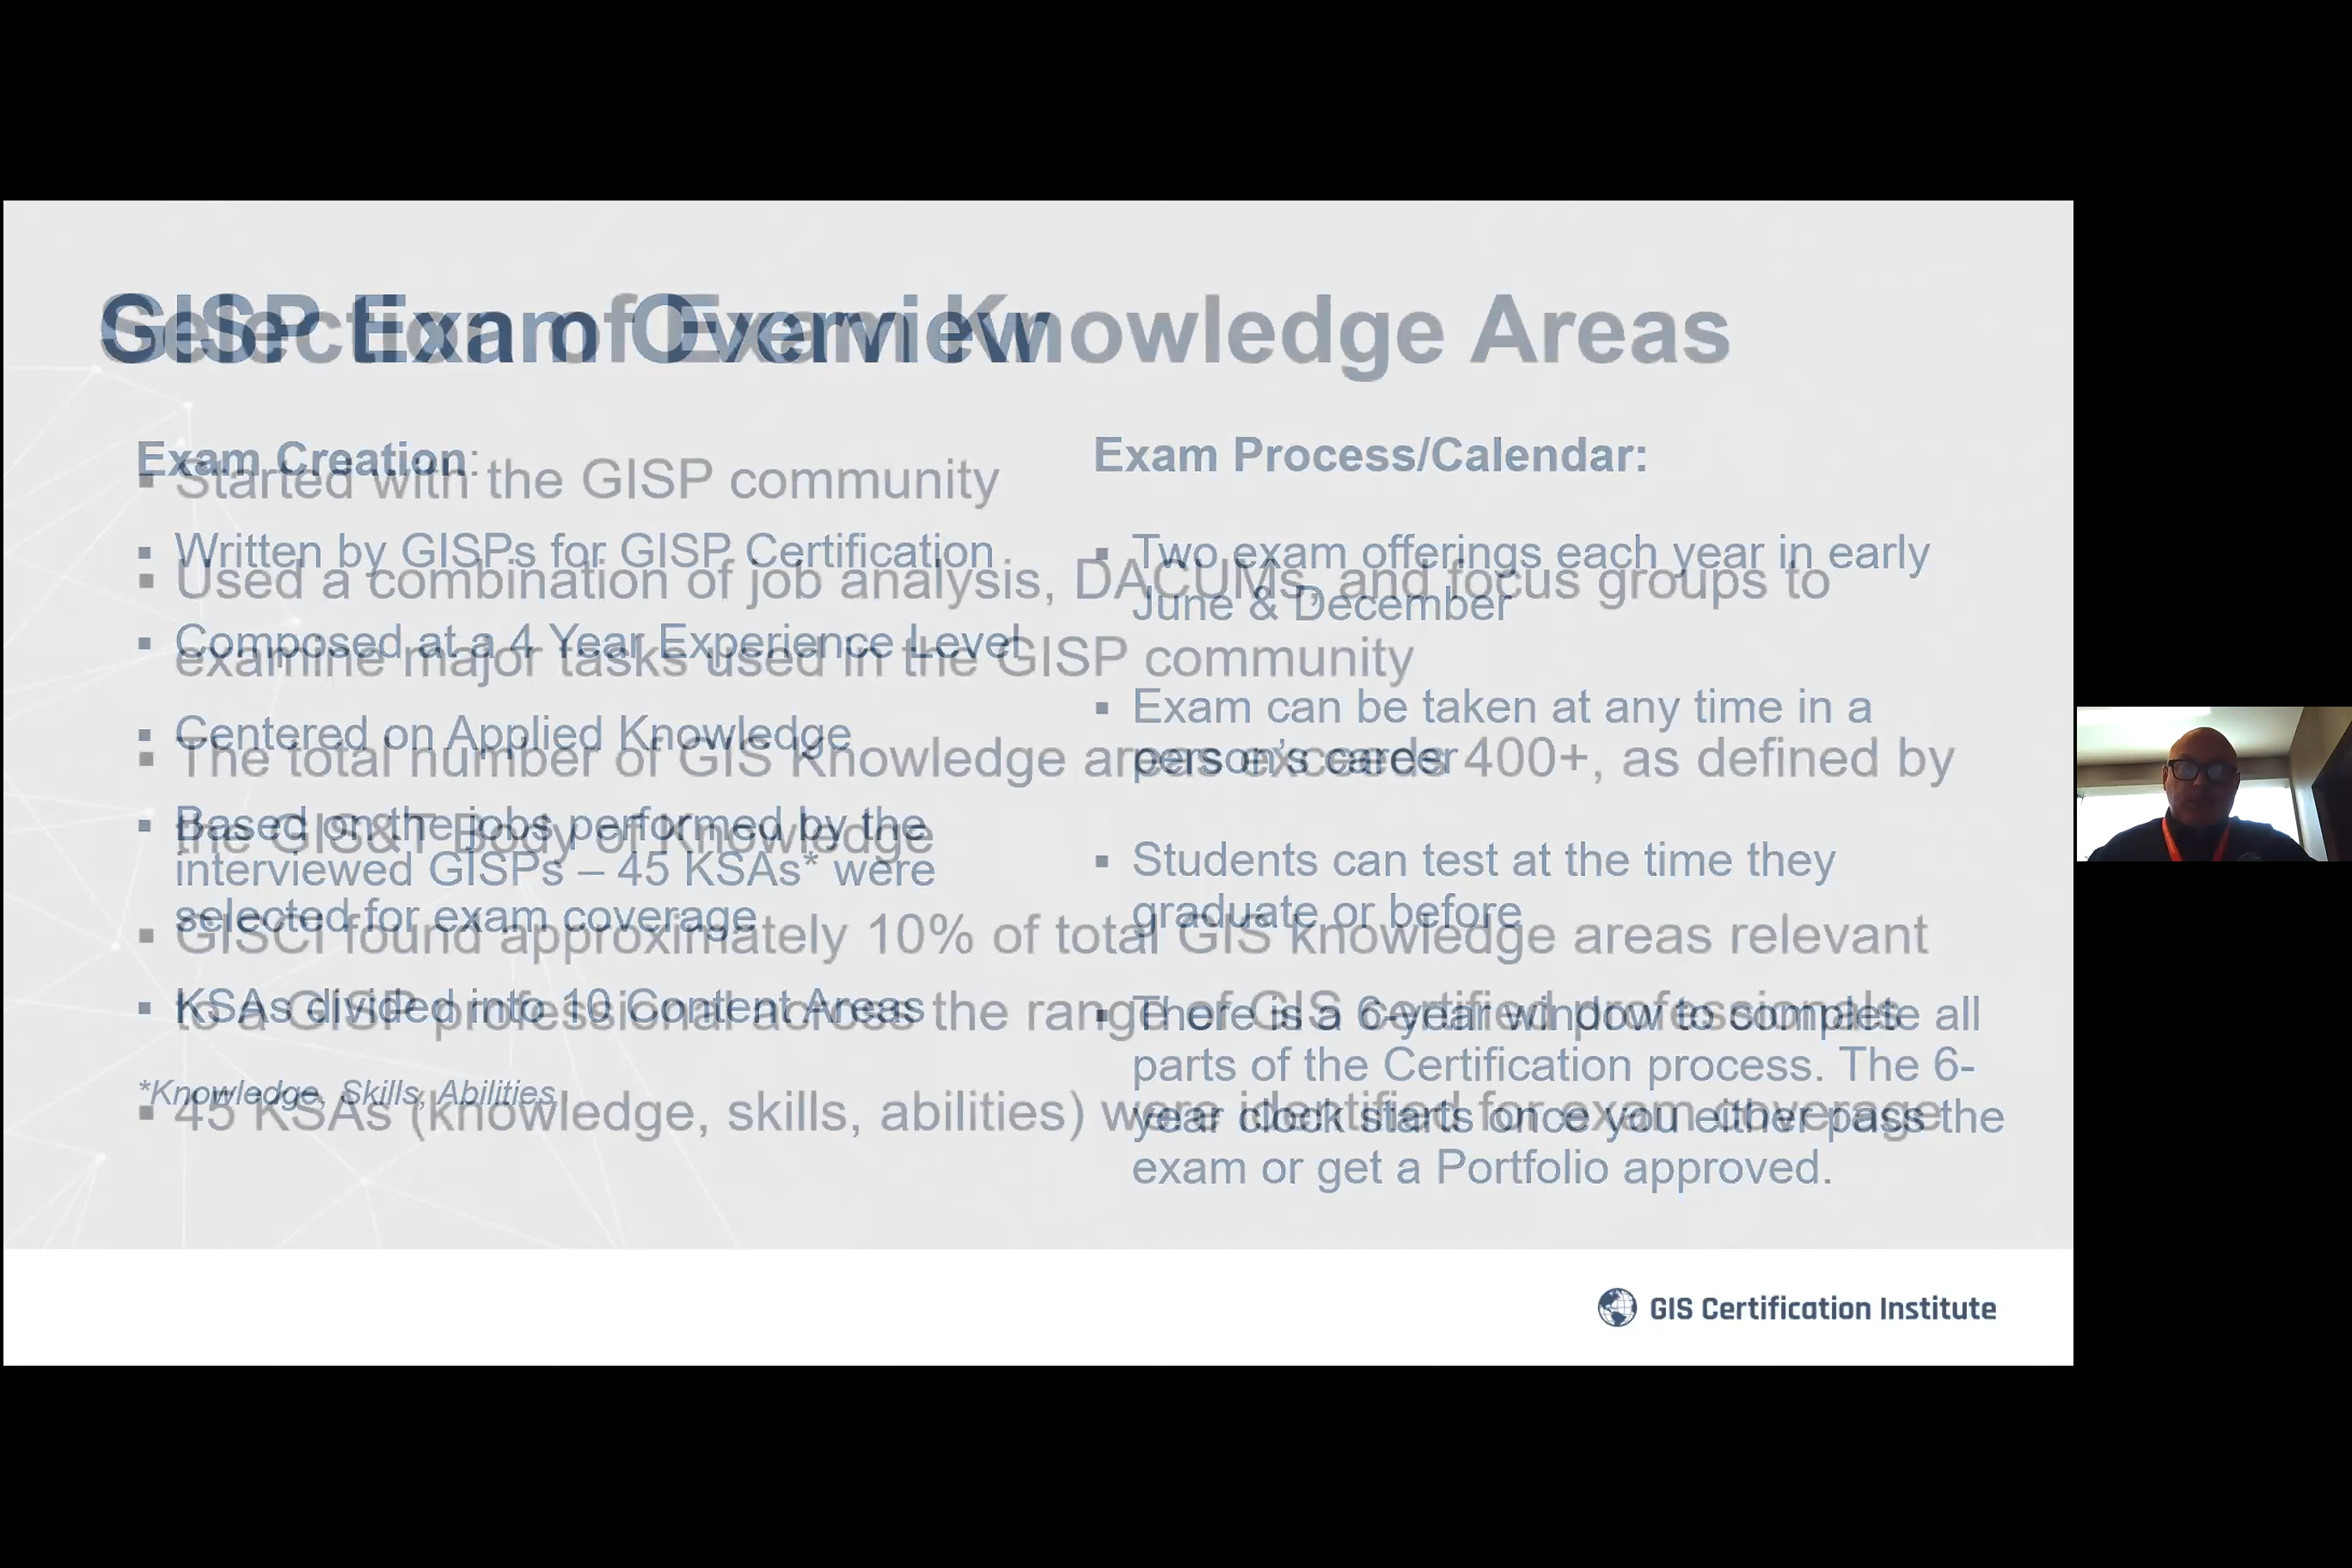 GISP Exam Overview
Exam Creation:
▪ Written by GISPs for GISP Certification
▪ Composed at a 4 Year Experience Level
▪ Centered on Applied Knowledge
▪ Based on the jobs performed by the
interviewed GISPs – 45 KSAs* were
selected for exam coverage
▪ KSAs divided into 10 Content Areas
*Knowledge, Skills, Abilities
Exam Process/Calendar:
▪ Two exam offerings each year in early
June & December
▪ Exam can be taken at any time in a
person's career
▪ Students can test at the time they
graduate or before
▪ There is a 6-year window to complete all
parts of the Certification process. The 6-
year clock starts once you either pass the
exam or get a Portfolio approved.
Selection of Exam Knowledge Areas
▪ Started with the GISP community
▪ Used a combination of job analysis, DACUMs, and focus groups to
examine major tasks used in the GISP community
▪ The total number of GIS knowledge areas exceeds 400+, as defined by
the GIS&T Body of Knowledge
▪ GISCI found approximately 10% of total GIS knowledge areas relevant
to a GISP professional across the range of GIS certified professionals
▪ 45 KSAs (knowledge, skills, abilities) were identified for exam coverage
GIS Certification Institute